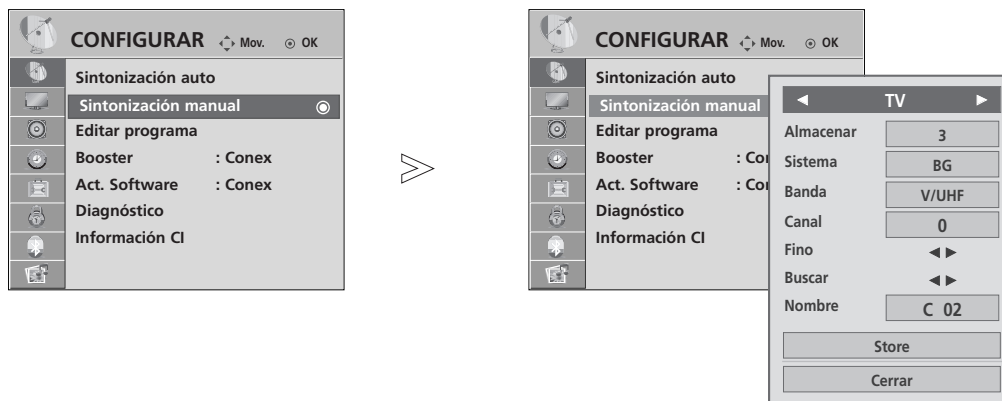 CONFIGURAR Mov. OK
Sintonización auto
Sintonización manual
Editar programa
Booster : Conex
Act. Software : Conex
Diagnóstico
Información CI
CONFIGURAR Mov. OK
Sintonización auto
Sintonización manual
Editar programa
Booster : Con
Act. Software : Con
Diagnóstico
Información CI
TV
Almacenar 3
Sistema BG
Banda V/UHF
Canal 0
Fino
Buscar
Nombre C 02
Store
Cerrar